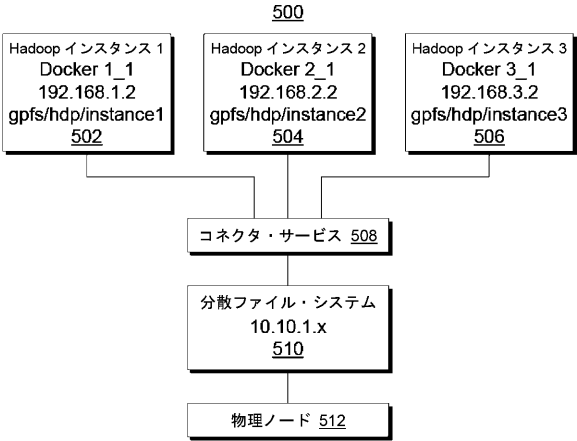 500
Hadoop インスタンス 1
Docker 1_1
192.168.1.2
gpfs/hdp/instance1
502
Hadoop インスタンス 2
Docker 2_1
192.168.2.2
gpfs/hdp/instance2
504
Hadoop インスタンス 3
Docker 3_1
192.168.3.2
gpfs/hdp/instance3
506
コネクタ・サービス 508
分散ファイル・システム
10.10.1.x
510
物理ノード 512